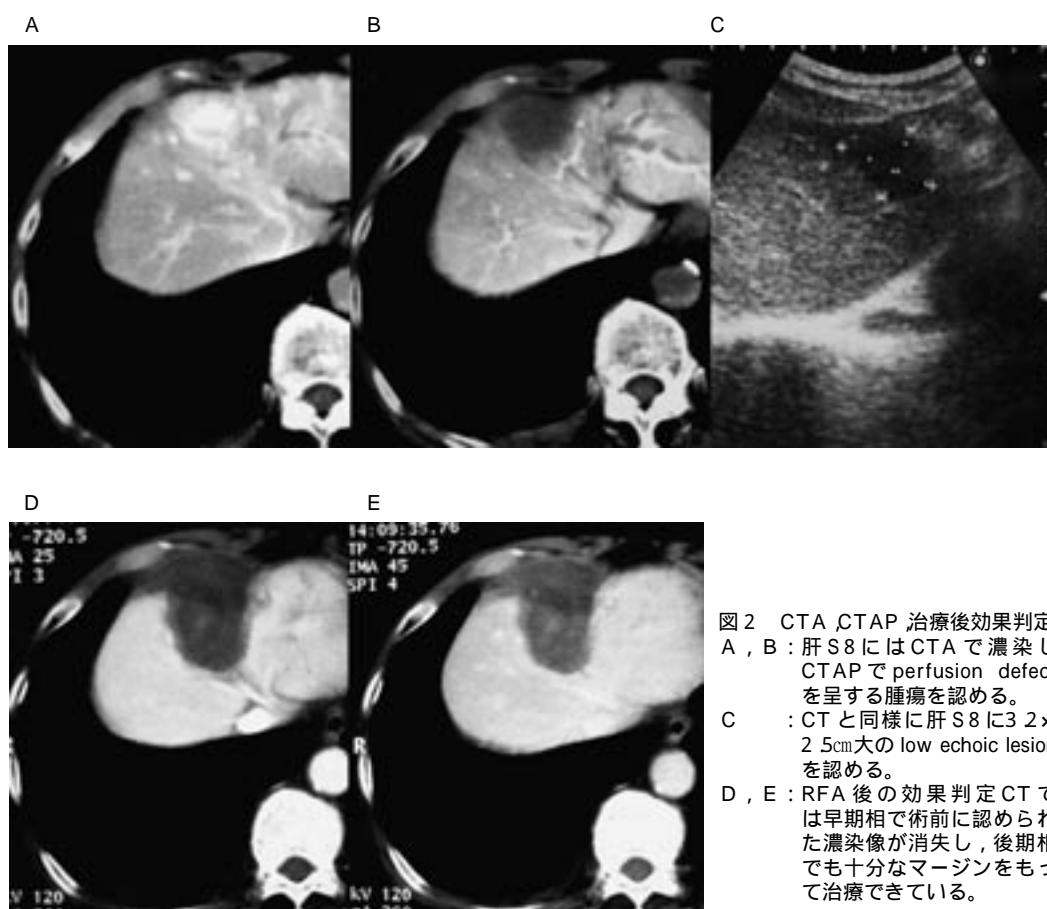 A B C
D E
-720.5
A 25
I 3
V 120
14:09:35.76
TP -720.5
IMA 45
SPI 4
R
kV 120
図2 CTA,CTAP,治療後効果判定
A,B:肝S8にはCTAで濃染し
CTAPでperfusion defec
を呈する腫瘍を認める。
C :CTと同様に肝S8に3.2×
2.5cm大のlow echoic lesion
を認める。
D,E:RFA後の効果判定CTで
は早期相で術前に認められ
た濃染像が消失し,後期相
でも十分なマージンをもっ
て治療できている。